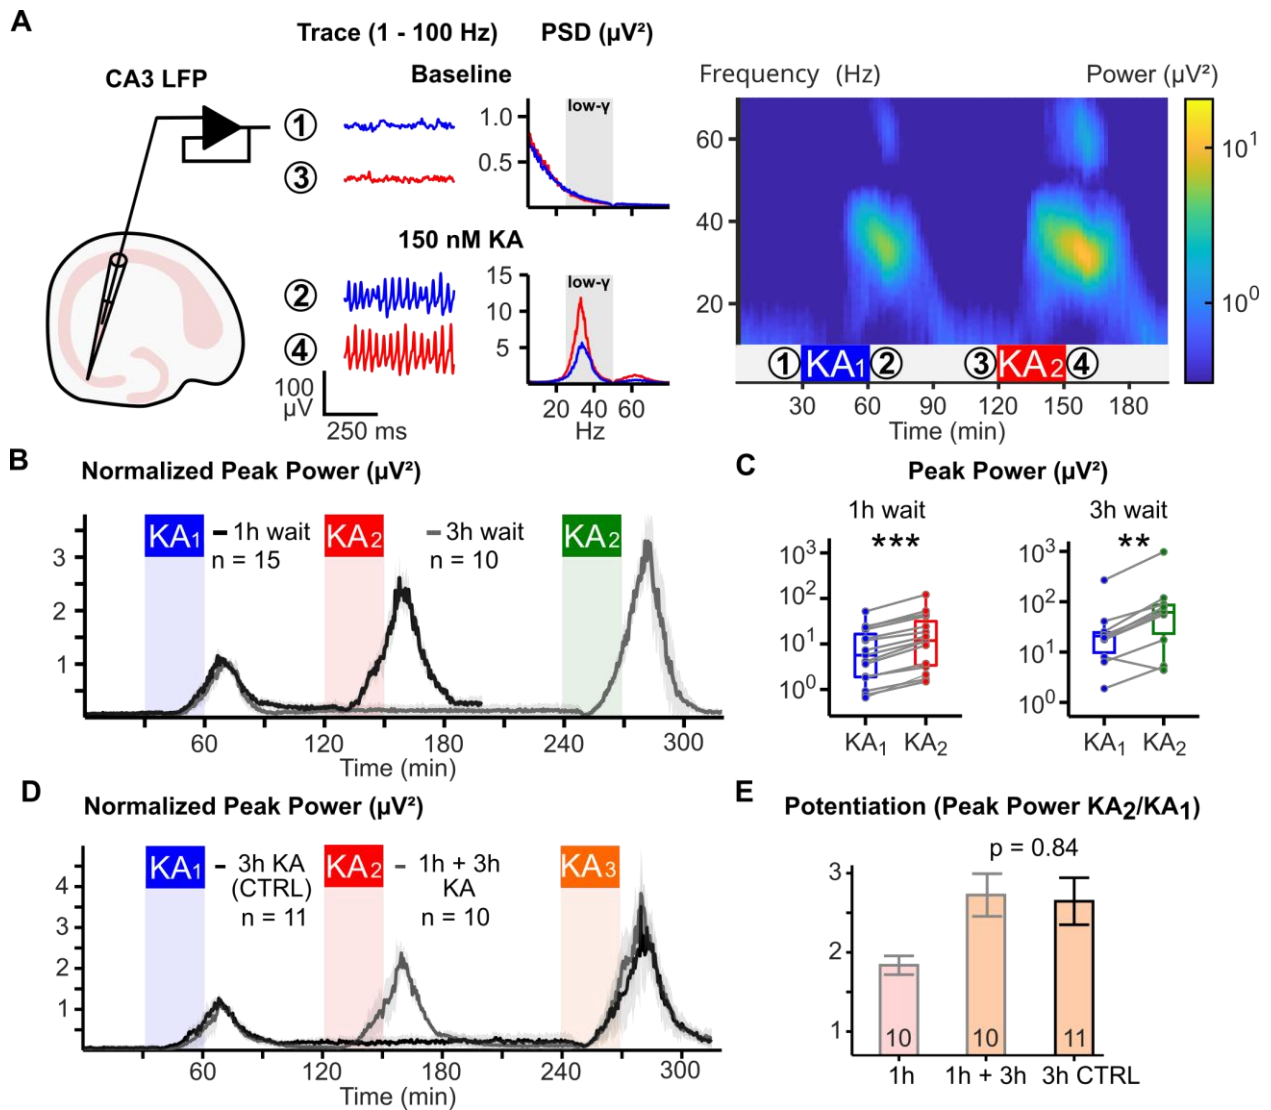 A
Trace (1 - 100 Hz) PSD (µV²)
CA3 LFP
Baseline
1
3
1.0
0.5
low-γ
150 nM KA
2
4
15
10
5
low-γ
100
µV
250 ms
20 40 60
Hz
Frequency (Hz) Power (µV²)
60
40
20
10¹
10⁰
1 KA₁ 2 3 KA₂ 4
30 60 90 120 150 180
Time (min)
B
Normalized Peak Power (µV²)
KA₁ 1h wait KA₂ 3h wait KA₂
n = 15 n = 10
3
2
1
60 120 180 240 300
Time (min)
C
Peak Power (µV²)
1h wait 3h wait
*** **
10³
10²
10¹
10⁰
KA₁ KA₂
10³
10²
10¹
10⁰
KA₁ KA₂
D
Normalized Peak Power (µV²)
KA₁ 3h KA KA₂ 1h + 3h KA₃
(CTRL) KA
n = 11 n = 10
4
3
2
1
60 120 180 240 300
Time (min)
E
Potentiation (Peak Power KA₂/KA₁)
p = 0.84
3
2
1
10 10 11
1h 1h + 3h 3h CTRL